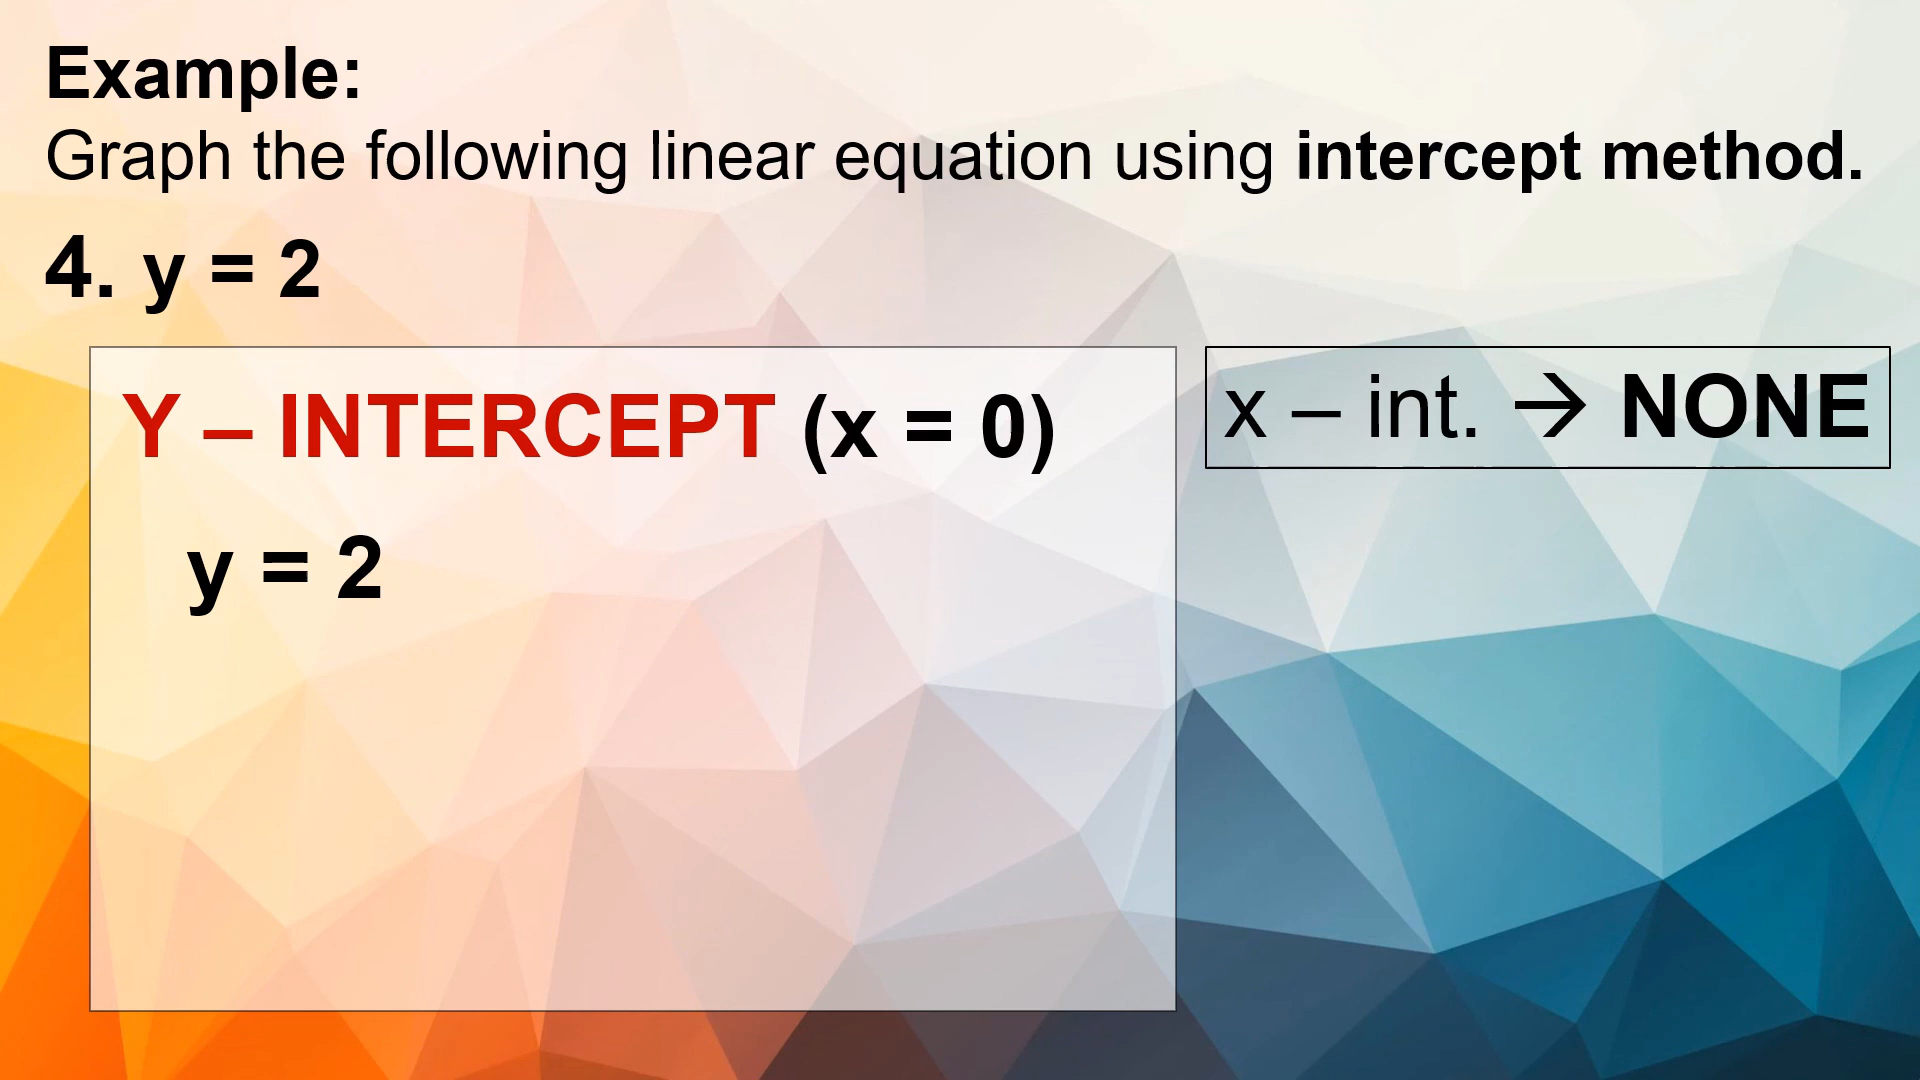 Example:
Graph the following linear equation using intercept method.
4. y = 2
Y – INTERCEPT (x = 0)
y = 2
x – int. → NONE